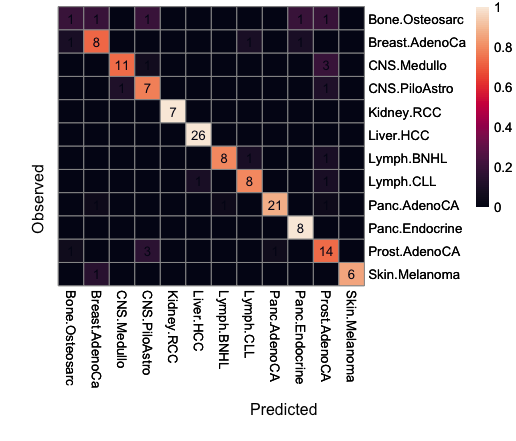 1 1 1 1 1 Bone.Osteosarc
1 8 1 1 Breast.AdenoCa
11 1 3 CNS.Medullo
1 7 1 CNS.PiloAstro
7 Kidney.RCC
26 Liver.HCC
8 1 1 Lymph.BNHL
1 8 1 Lymph.CLL
1 1 21 1 Panc.AdenoCA
8 Panc.Endocrine
1 3 1 14 Prost.AdenoCA
1 6 Skin.Melanoma
1
0.8
0.6
0.4
0.2
0
Observed
Bone.Osteosarc
Breast.AdenoCa
CNS.Medullo
CNS.PiloAstro
Kidney.RCC
Liver.HCC
Lymph.BNHL
Lymph.CLL
Panc.AdenoCA
Panc.Endocrine
Prost.AdenoCA
Skin.Melanoma
Predicted